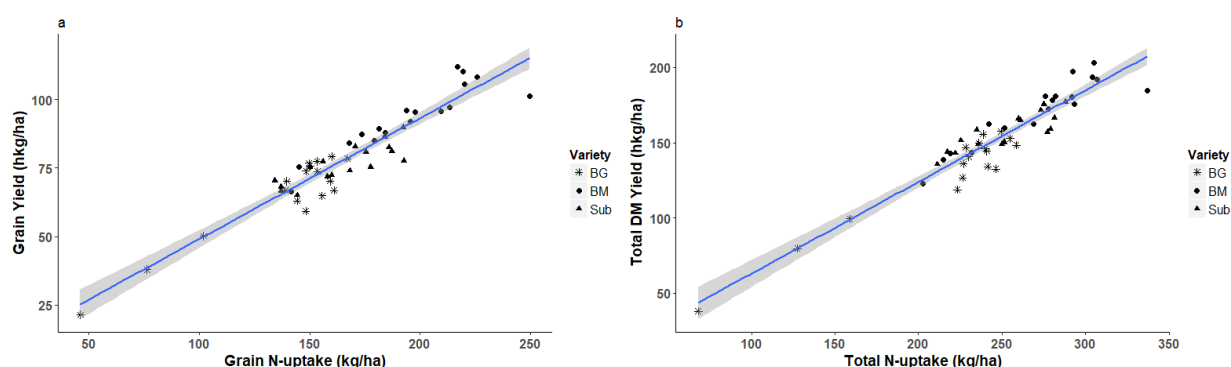 a
Grain Yield (hkg/ha)
100
75
50
25
50
100
150
200
250
Grain N-uptake (kg/ha)
Variety
BG
BM
Sub
b
Total DM Yield (hkg/ha)
200
150
100
50
100
150
200
250
300
350
Total N-uptake (kg/ha)
Variety
BG
BM
Sub